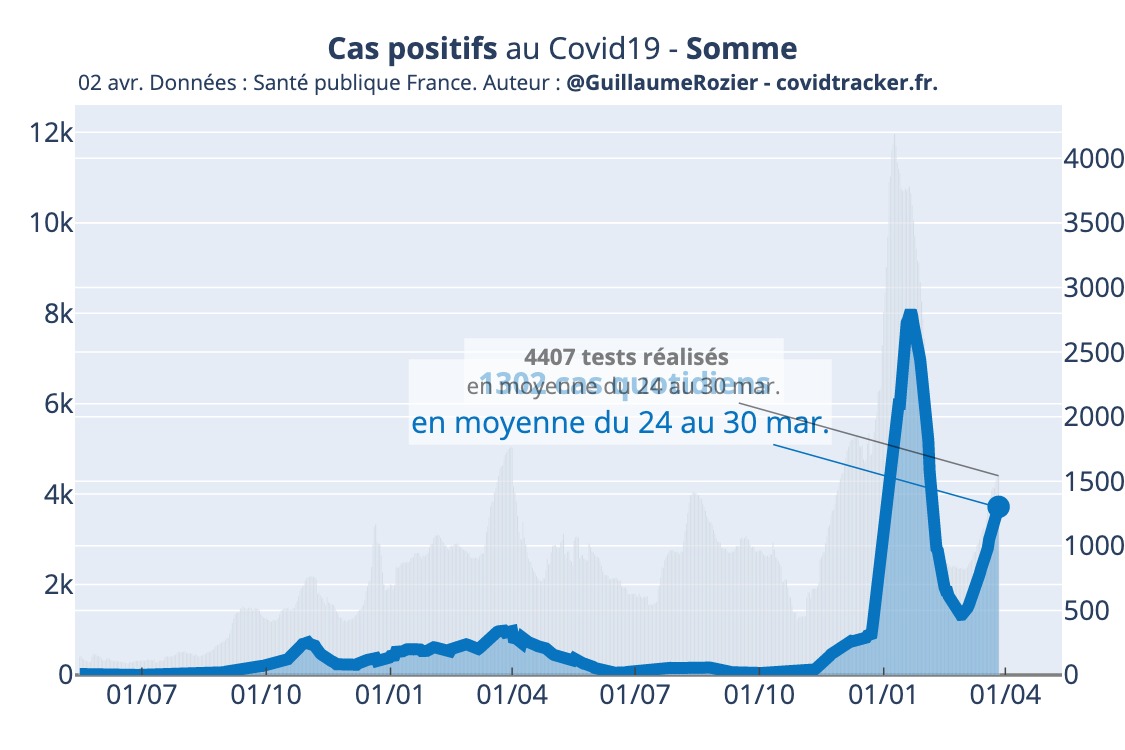 Cas positifs au Covid19 - Somme
02 avr. Données : Santé publique France. Auteur : @GuillaumeRozier - covidtracker.fr.
12k
10k
8k
6k
4k
2k
0
4000
3500
3000
2500
2000
1500
1000
500
0
4407 tests réalisés
en moyenne du 24 au 30 mar.
1302 cas quotidiens
en moyenne du 24 au 30 mar.
01/07
01/10
01/01
01/04
01/07
01/10
01/01
01/04